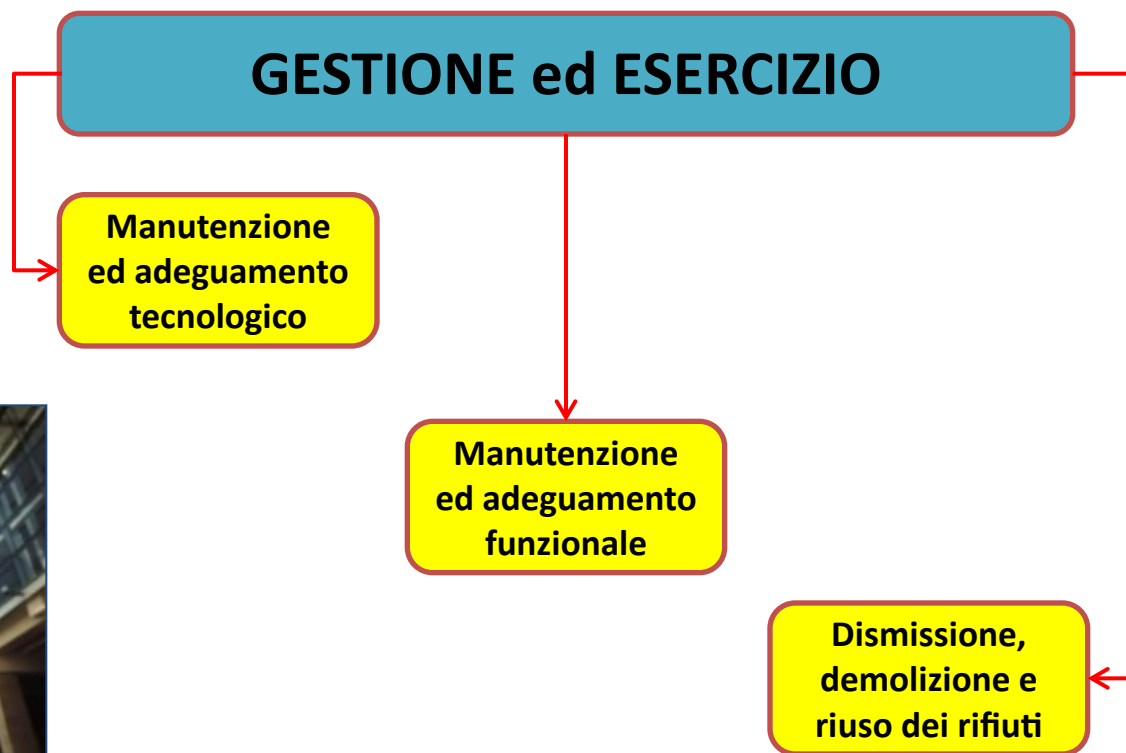 GESTIONE ed ESERCIZIO
Manutenzione
ed adeguamento
tecnologico
Manutenzione
ed adeguamento
funzionale
Dismissione,
demolizione e
riuso dei rifiuti